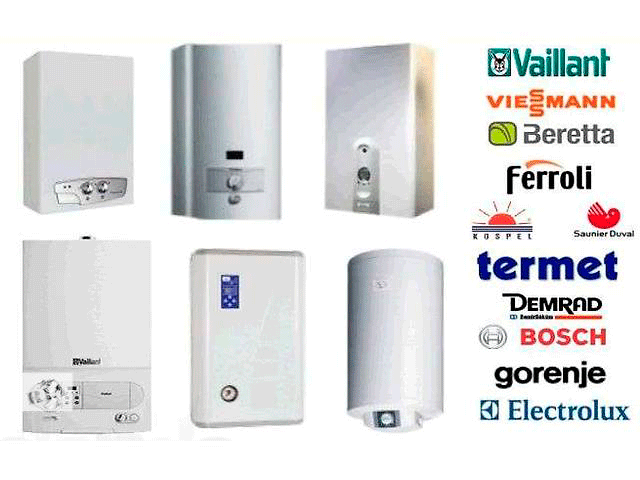 Vaillant
VIESSMANN
Beretta
Ferroli
KOSPEL
Saunier Duval
termet
DEMRAD
BOSCH
gorenje
Electrolux
Vaillant